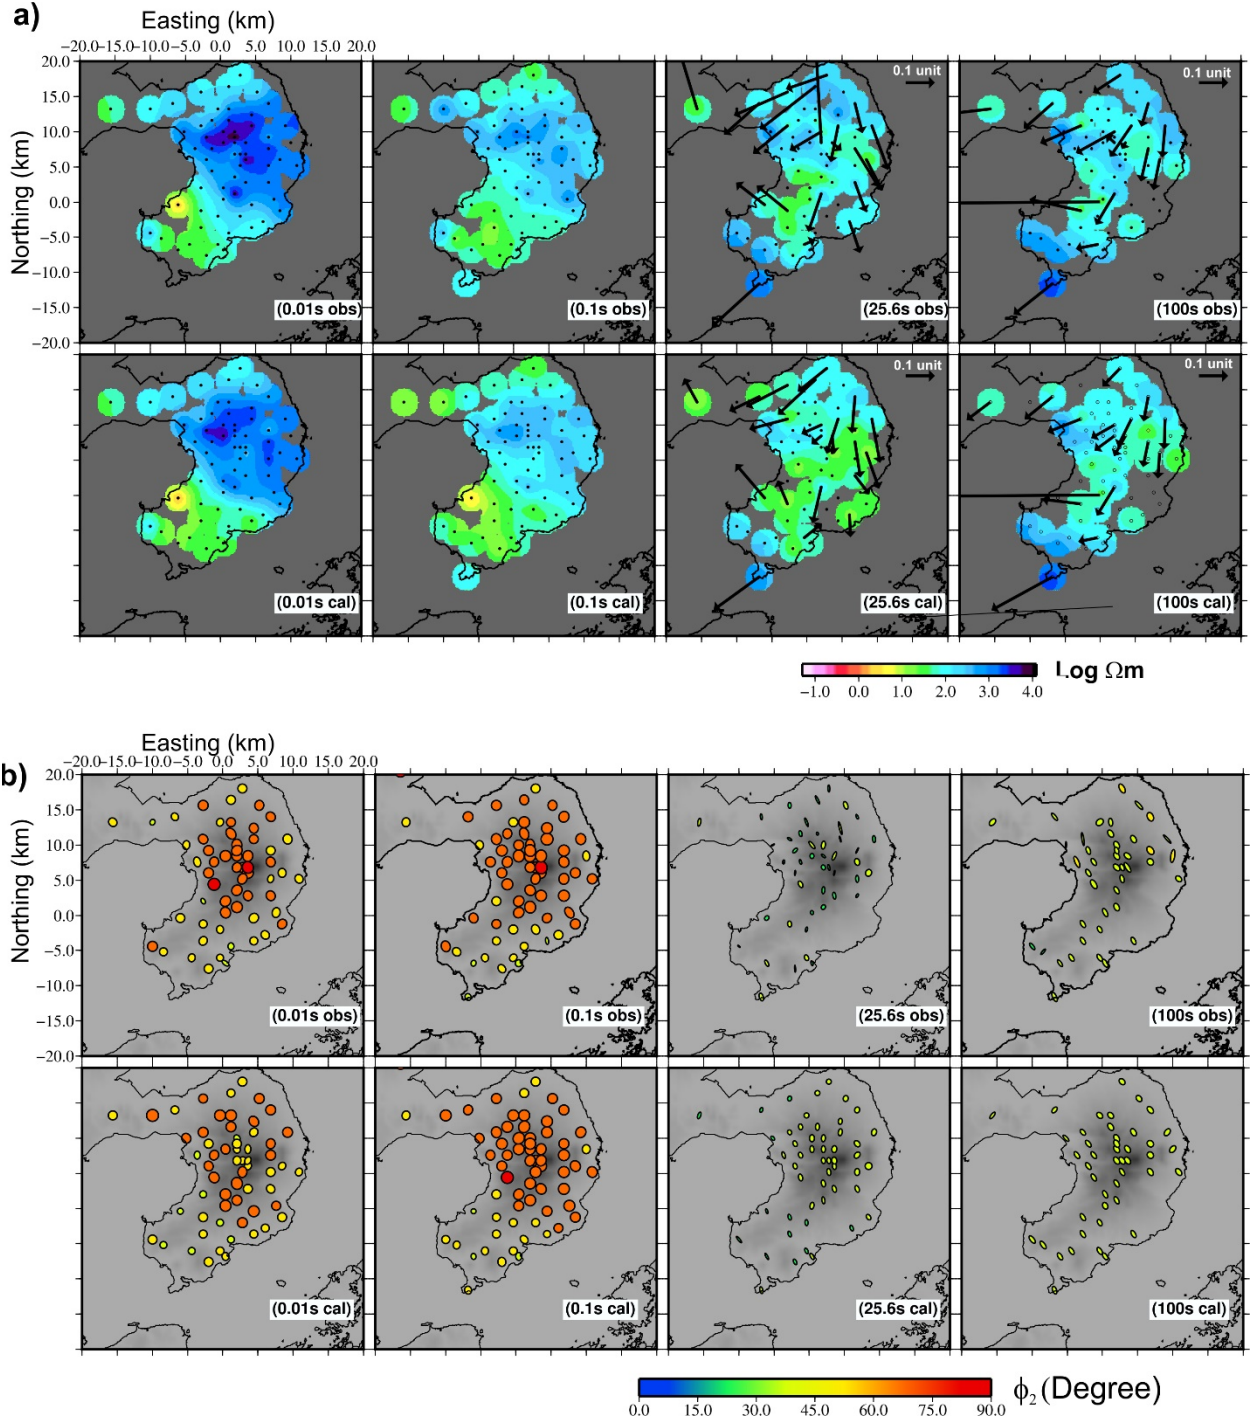 a)
Easting (km)
−20.0 −15.0 −10.0 −5.0 0.0 5.0 10.0 15.0 20.0
Northing (km)
20.0
15.0
10.0
5.0
0.0
−5.0
−10.0
−15.0
−20.0
0.1 unit
0.1 unit
(0.01s obs)
(0.1s obs)
(25.6s obs)
(100s obs)
0.1 unit
0.1 unit
(0.01s cal)
(0.1s cal)
(25.6s cal)
(100s cal)
−1.0 0.0 1.0 2.0 3.0 4.0
Log Ωm
b)
Easting (km)
−20.0 −15.0 −10.0 −5.0 0.0 5.0 10.0 15.0 20.0
Northing (km)
20.0
15.0
10.0
5.0
0.0
−5.0
−10.0
−15.0
−20.0
(0.01s obs)
(0.1s obs)
(25.6s obs)
(100s obs)
(0.01s cal)
(0.1s cal)
(25.6s cal)
(100s cal)
0.0 15.0 30.0 45.0 60.0 75.0 90.0
ϕ₂ (Degree)